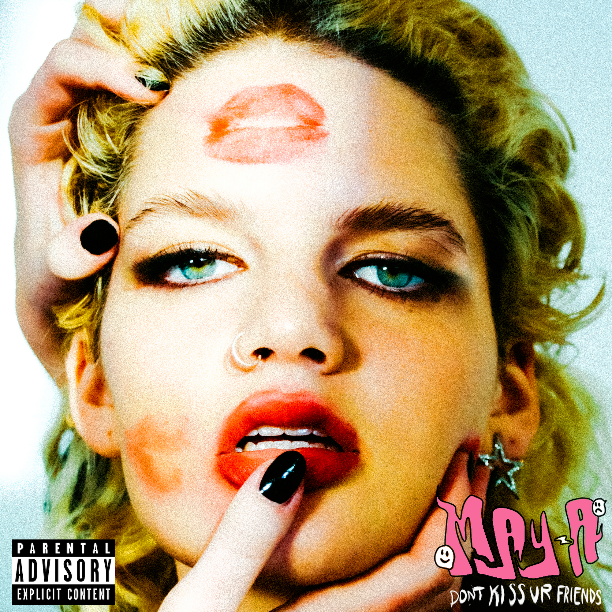 PARENTAL
ADVISORY
EXPLICIT CONTENT
MAY-A
DONT KISS UR FRIENDS